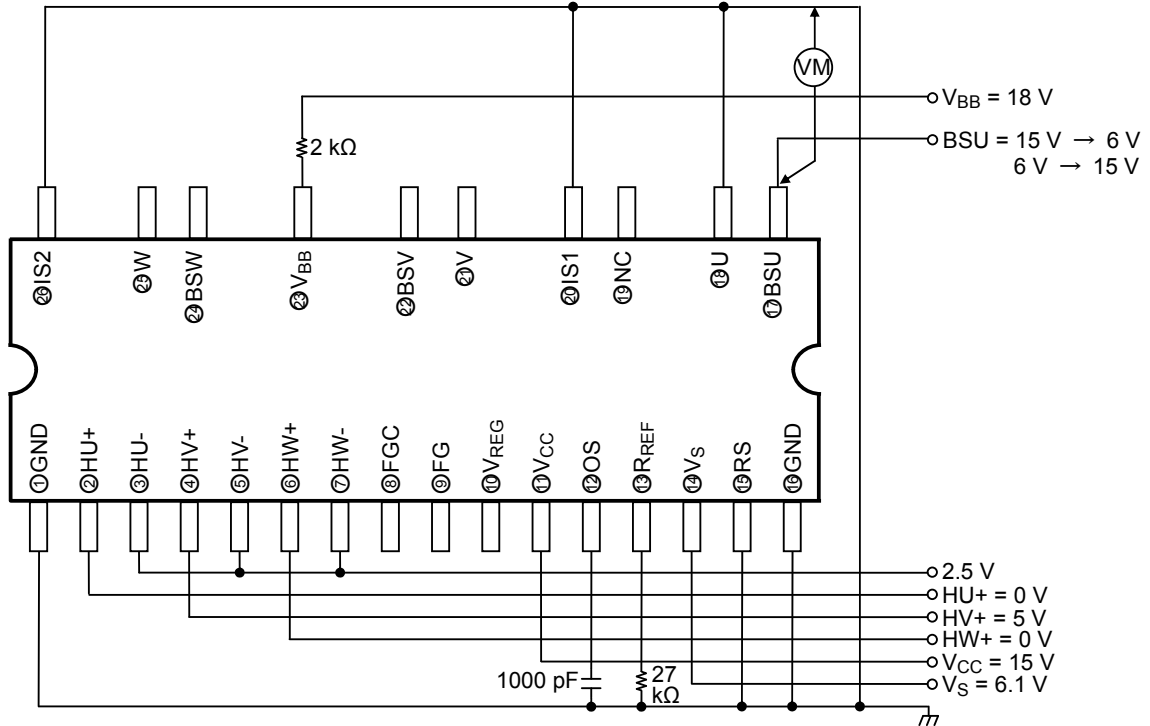 VM
V_BB = 18 V
BSU = 15 V → 6 V
6 V → 15 V
2 kΩ
㉖IS2
㉕W
㉔BSW
㉓V_BB
㉒BSV
㉑V
⑳IS1
⑲NC
⑱U
⑰BSU
①GND
②HU+
③HU-
④HV+
⑤HV-
⑥HW+
⑦HW-
⑧FGC
⑨FG
⑩V_REG
⑪V_CC
⑫OS
⑬R_REF
⑭V_S
⑮RS
⑯GND
2.5 V
HU+ = 0 V
HV+ = 5 V
HW+ = 0 V
V_CC = 15 V
V_S = 6.1 V
1000 pF
27
kΩ